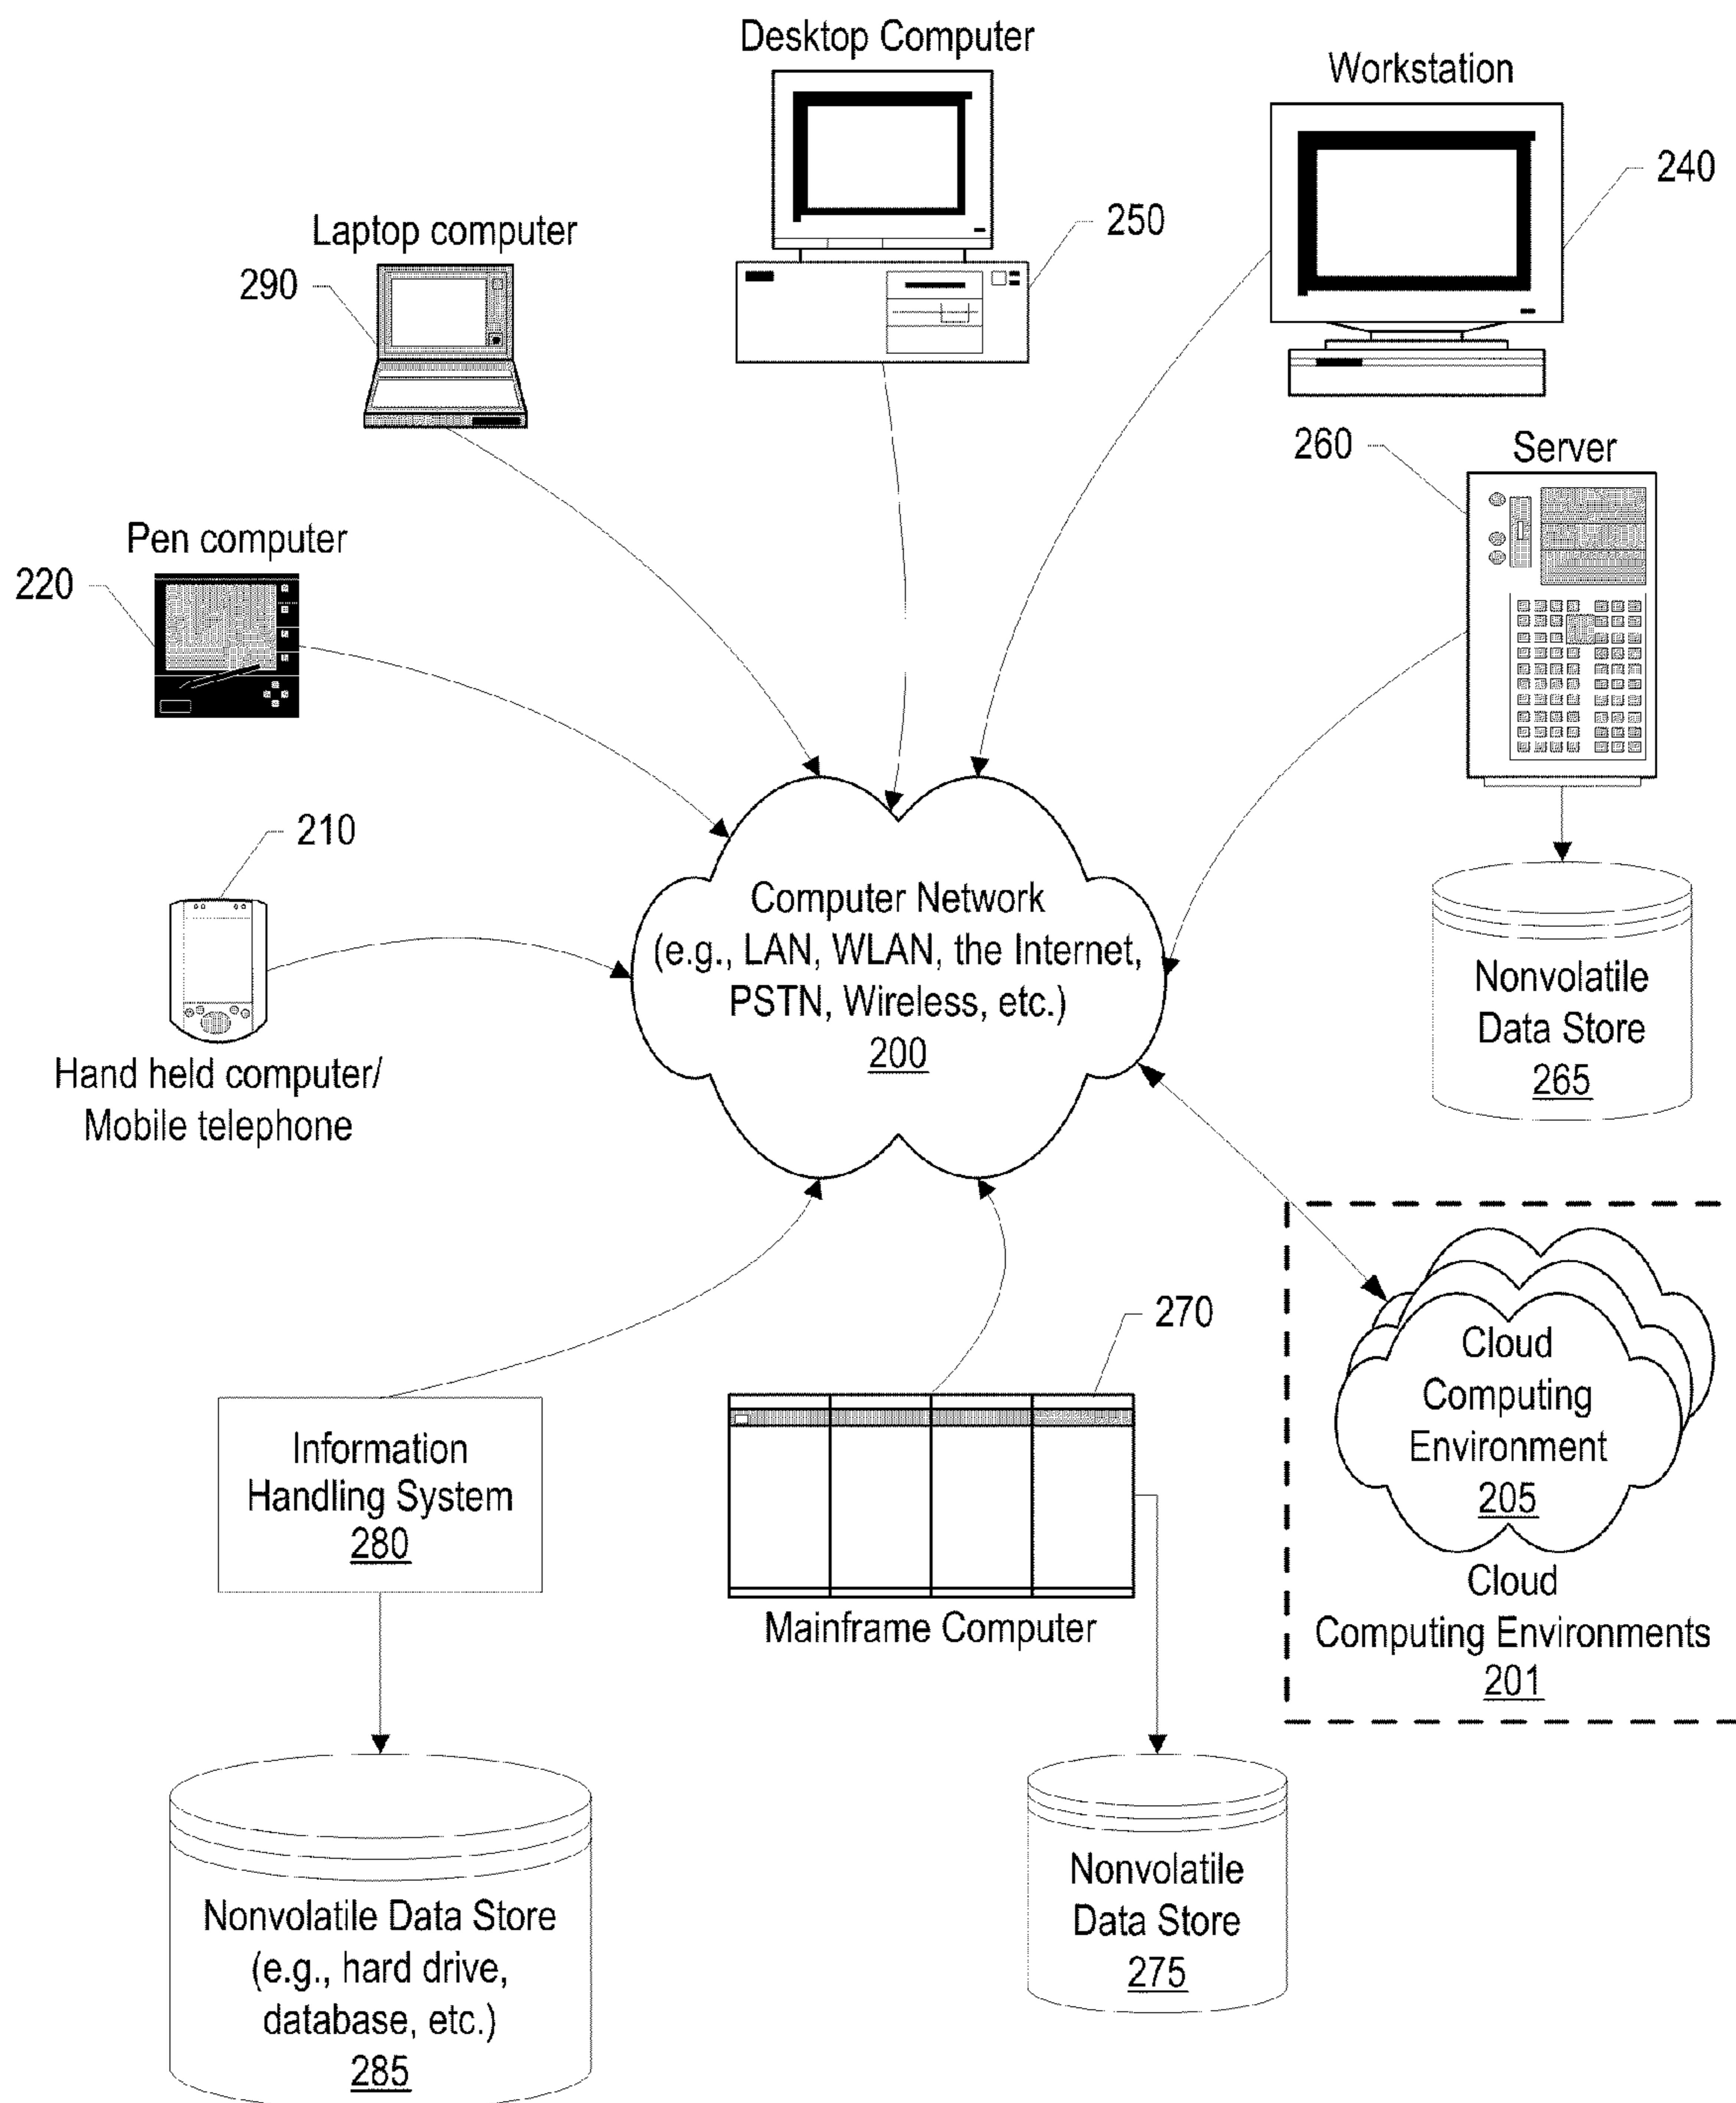 Desktop Computer
Workstation
240
250
Laptop computer
290
260
Server
Pen computer
220
210
Hand held computer/
Mobile telephone
Computer Network
(e.g., LAN, WLAN, the Internet,
PSTN, Wireless, etc.)
200
Nonvolatile
Data Store
265
270
Cloud
Computing
Environment
205
Cloud
Computing Environments
201
Information
Handling System
280
Mainframe Computer
Nonvolatile Data Store
(e.g., hard drive,
database, etc.)
285
Nonvolatile
Data Store
275